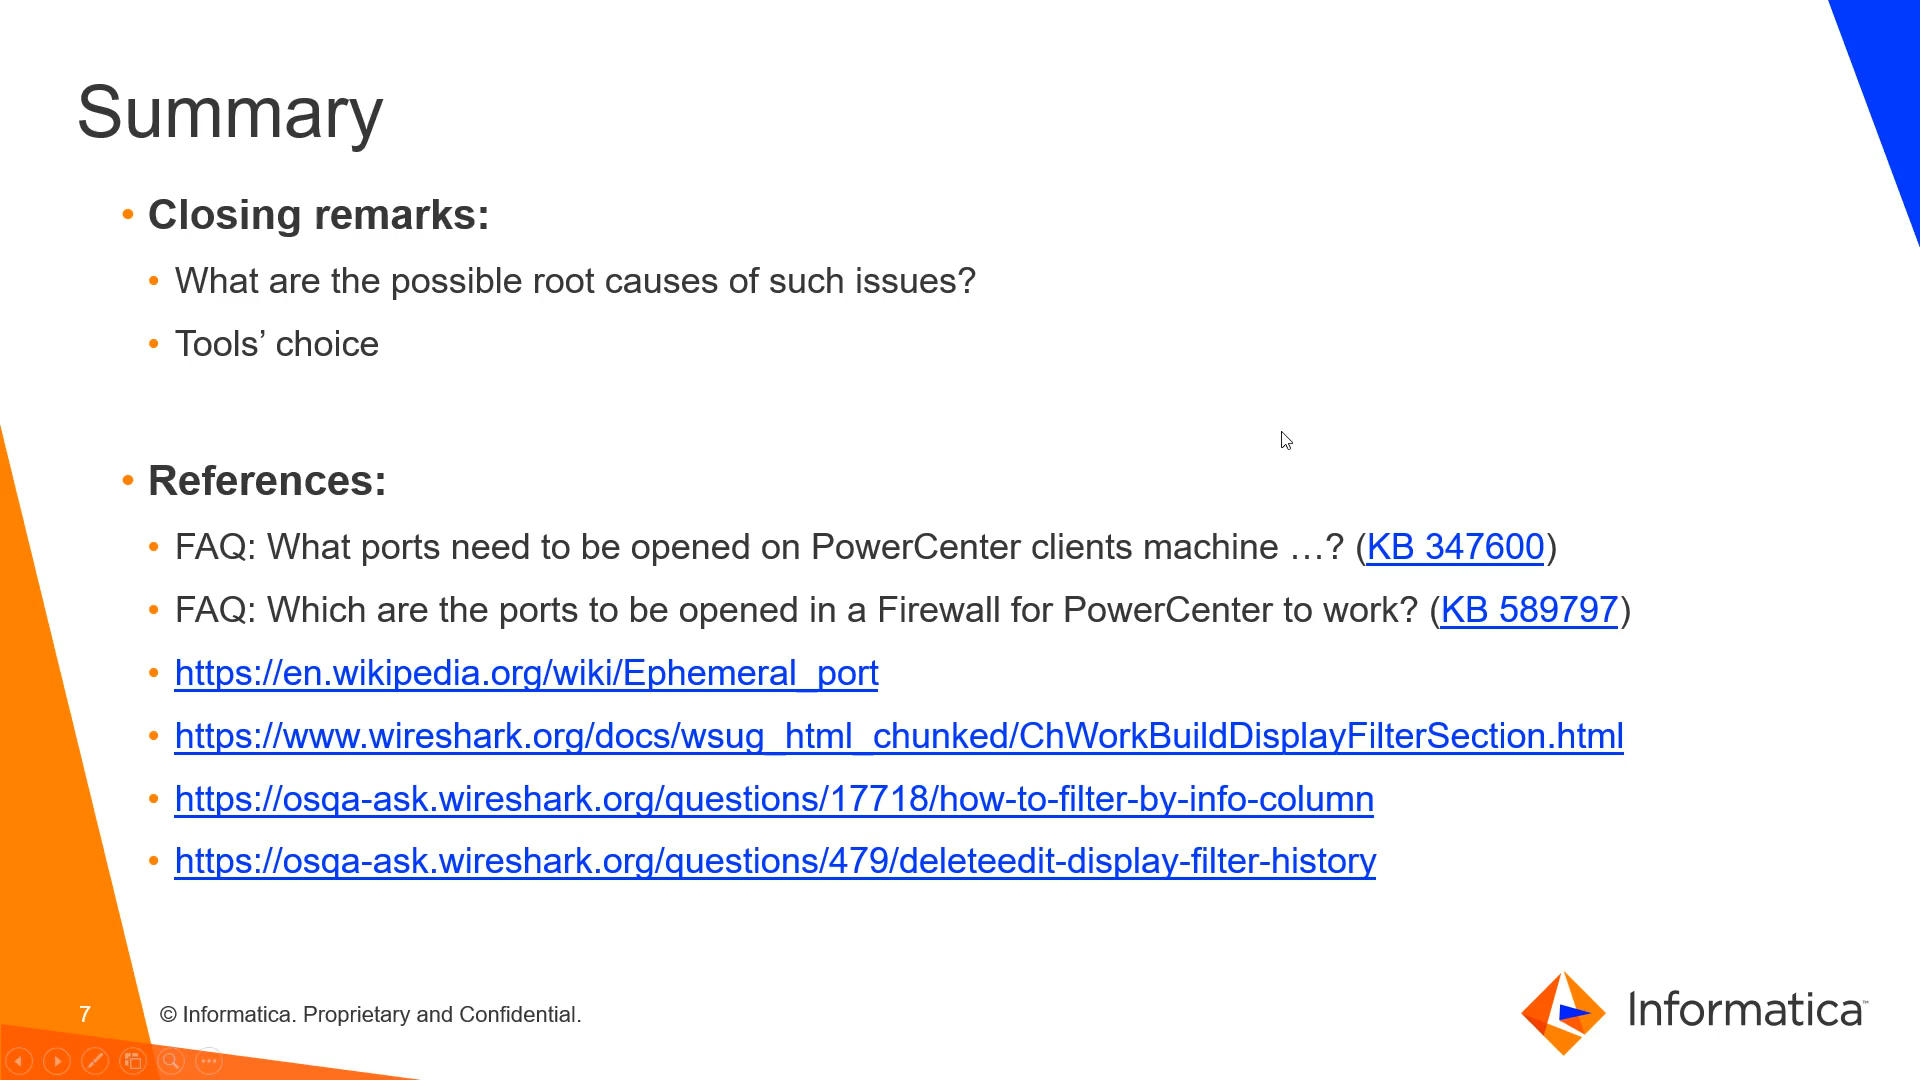 Summary
• Closing remarks:
• What are the possible root causes of such issues?
• Tools’ choice
• References:
• FAQ: What ports need to be opened on PowerCenter clients machine …? (KB 347600)
• FAQ: Which are the ports to be opened in a Firewall for PowerCenter to work? (KB 589797)
• https://en.wikipedia.org/wiki/Ephemeral_port
• https://www.wireshark.org/docs/wsug_html_chunked/ChWorkBuildDisplayFilterSection.html
• https://osqa-ask.wireshark.org/questions/17718/how-to-filter-by-info-column
• https://osqa-ask.wireshark.org/questions/479/deleteedit-display-filter-history
7
© Informatica. Proprietary and Confidential.
Informatica™